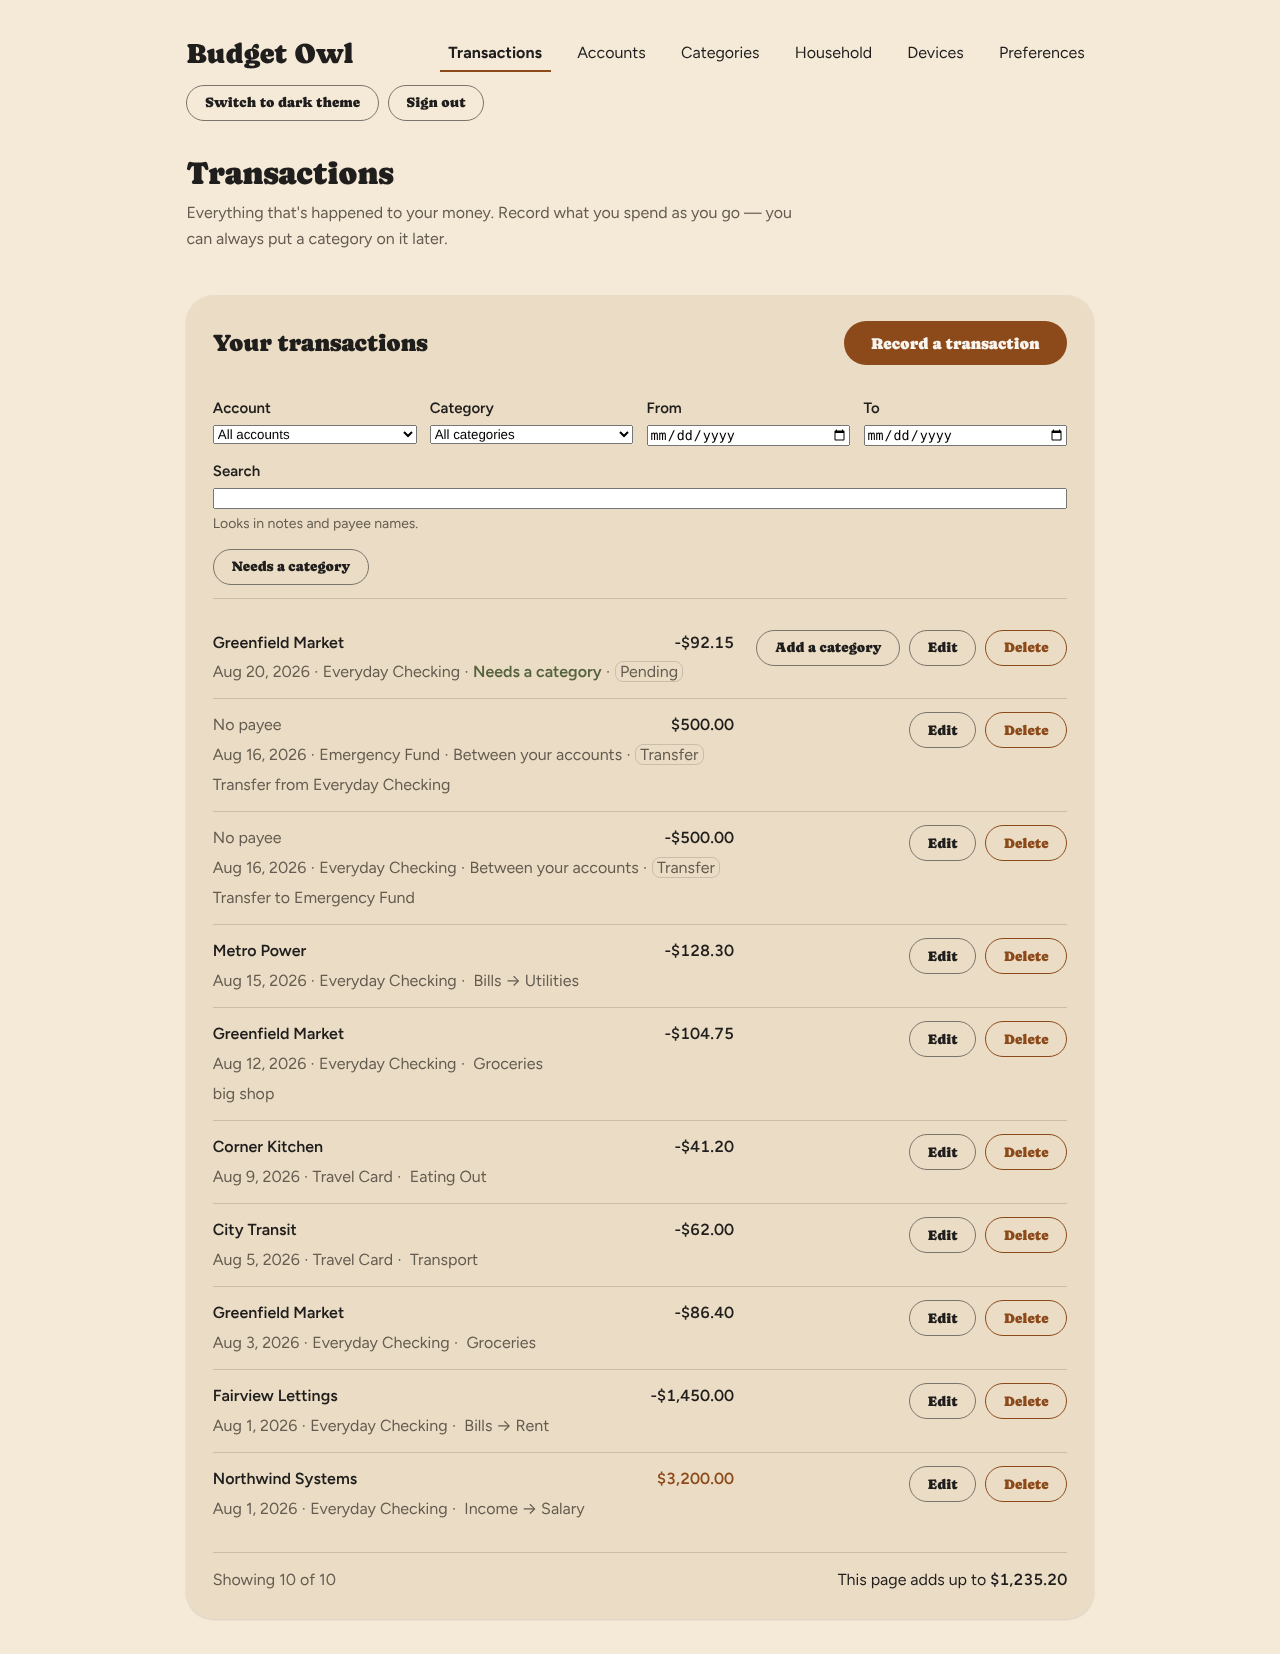 Budget Owl
Transactions Accounts Categories Household Devices Preferences
Switch to dark theme Sign out
Transactions
Everything that's happened to your money. Record what you spend as you go — you
can always put a category on it later.
Your transactions Record a transaction
Account Category From To
All accounts All categories mm/dd/yyyy mm/dd/yyyy
Search
Looks in notes and payee names.
Needs a category
Greenfield Market -$92.15 Add a category Edit Delete
Aug 20, 2026 · Everyday Checking · Needs a category · Pending
No payee $500.00 Edit Delete
Aug 16, 2026 · Emergency Fund · Between your accounts · Transfer
Transfer from Everyday Checking
No payee -$500.00 Edit Delete
Aug 16, 2026 · Everyday Checking · Between your accounts · Transfer
Transfer to Emergency Fund
Metro Power -$128.30 Edit Delete
Aug 15, 2026 · Everyday Checking · Bills → Utilities
Greenfield Market -$104.75 Edit Delete
Aug 12, 2026 · Everyday Checking · Groceries
big shop
Corner Kitchen -$41.20 Edit Delete
Aug 9, 2026 · Travel Card · Eating Out
City Transit -$62.00 Edit Delete
Aug 5, 2026 · Travel Card · Transport
Greenfield Market -$86.40 Edit Delete
Aug 3, 2026 · Everyday Checking · Groceries
Fairview Lettings -$1,450.00 Edit Delete
Aug 1, 2026 · Everyday Checking · Bills → Rent
Northwind Systems $3,200.00 Edit Delete
Aug 1, 2026 · Everyday Checking · Income → Salary
Showing 10 of 10 This page adds up to $1,235.20